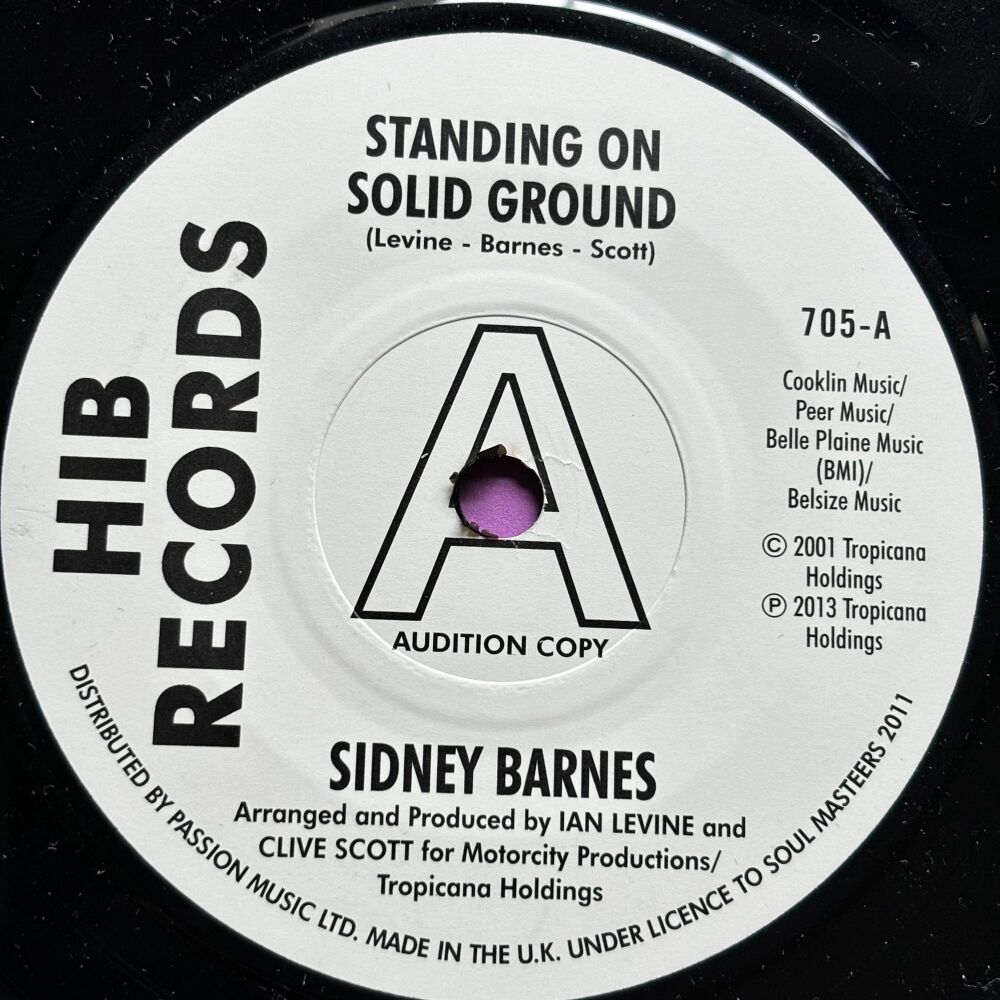 STANDING ON
SOLID GROUND
(Levine - Barnes - Scott)
HIB
RECORDS
705-A
Cooklin Music/
Peer Music/
Belle Plaine Music
(BMI)/
Belsize Music
© 2001 Tropicana
Holdings
℗ 2013 Tropicana
Holdings
A
AUDITION COPY
SIDNEY BARNES
Arranged and Produced by IAN LEVINE and
CLIVE SCOTT for Motorcity Productions/
Tropicana Holdings
DISTRIBUTED BY PASSION MUSIC LTD. MADE IN THE U.K. UNDER LICENCE TO SOUL MASTEERS 2011